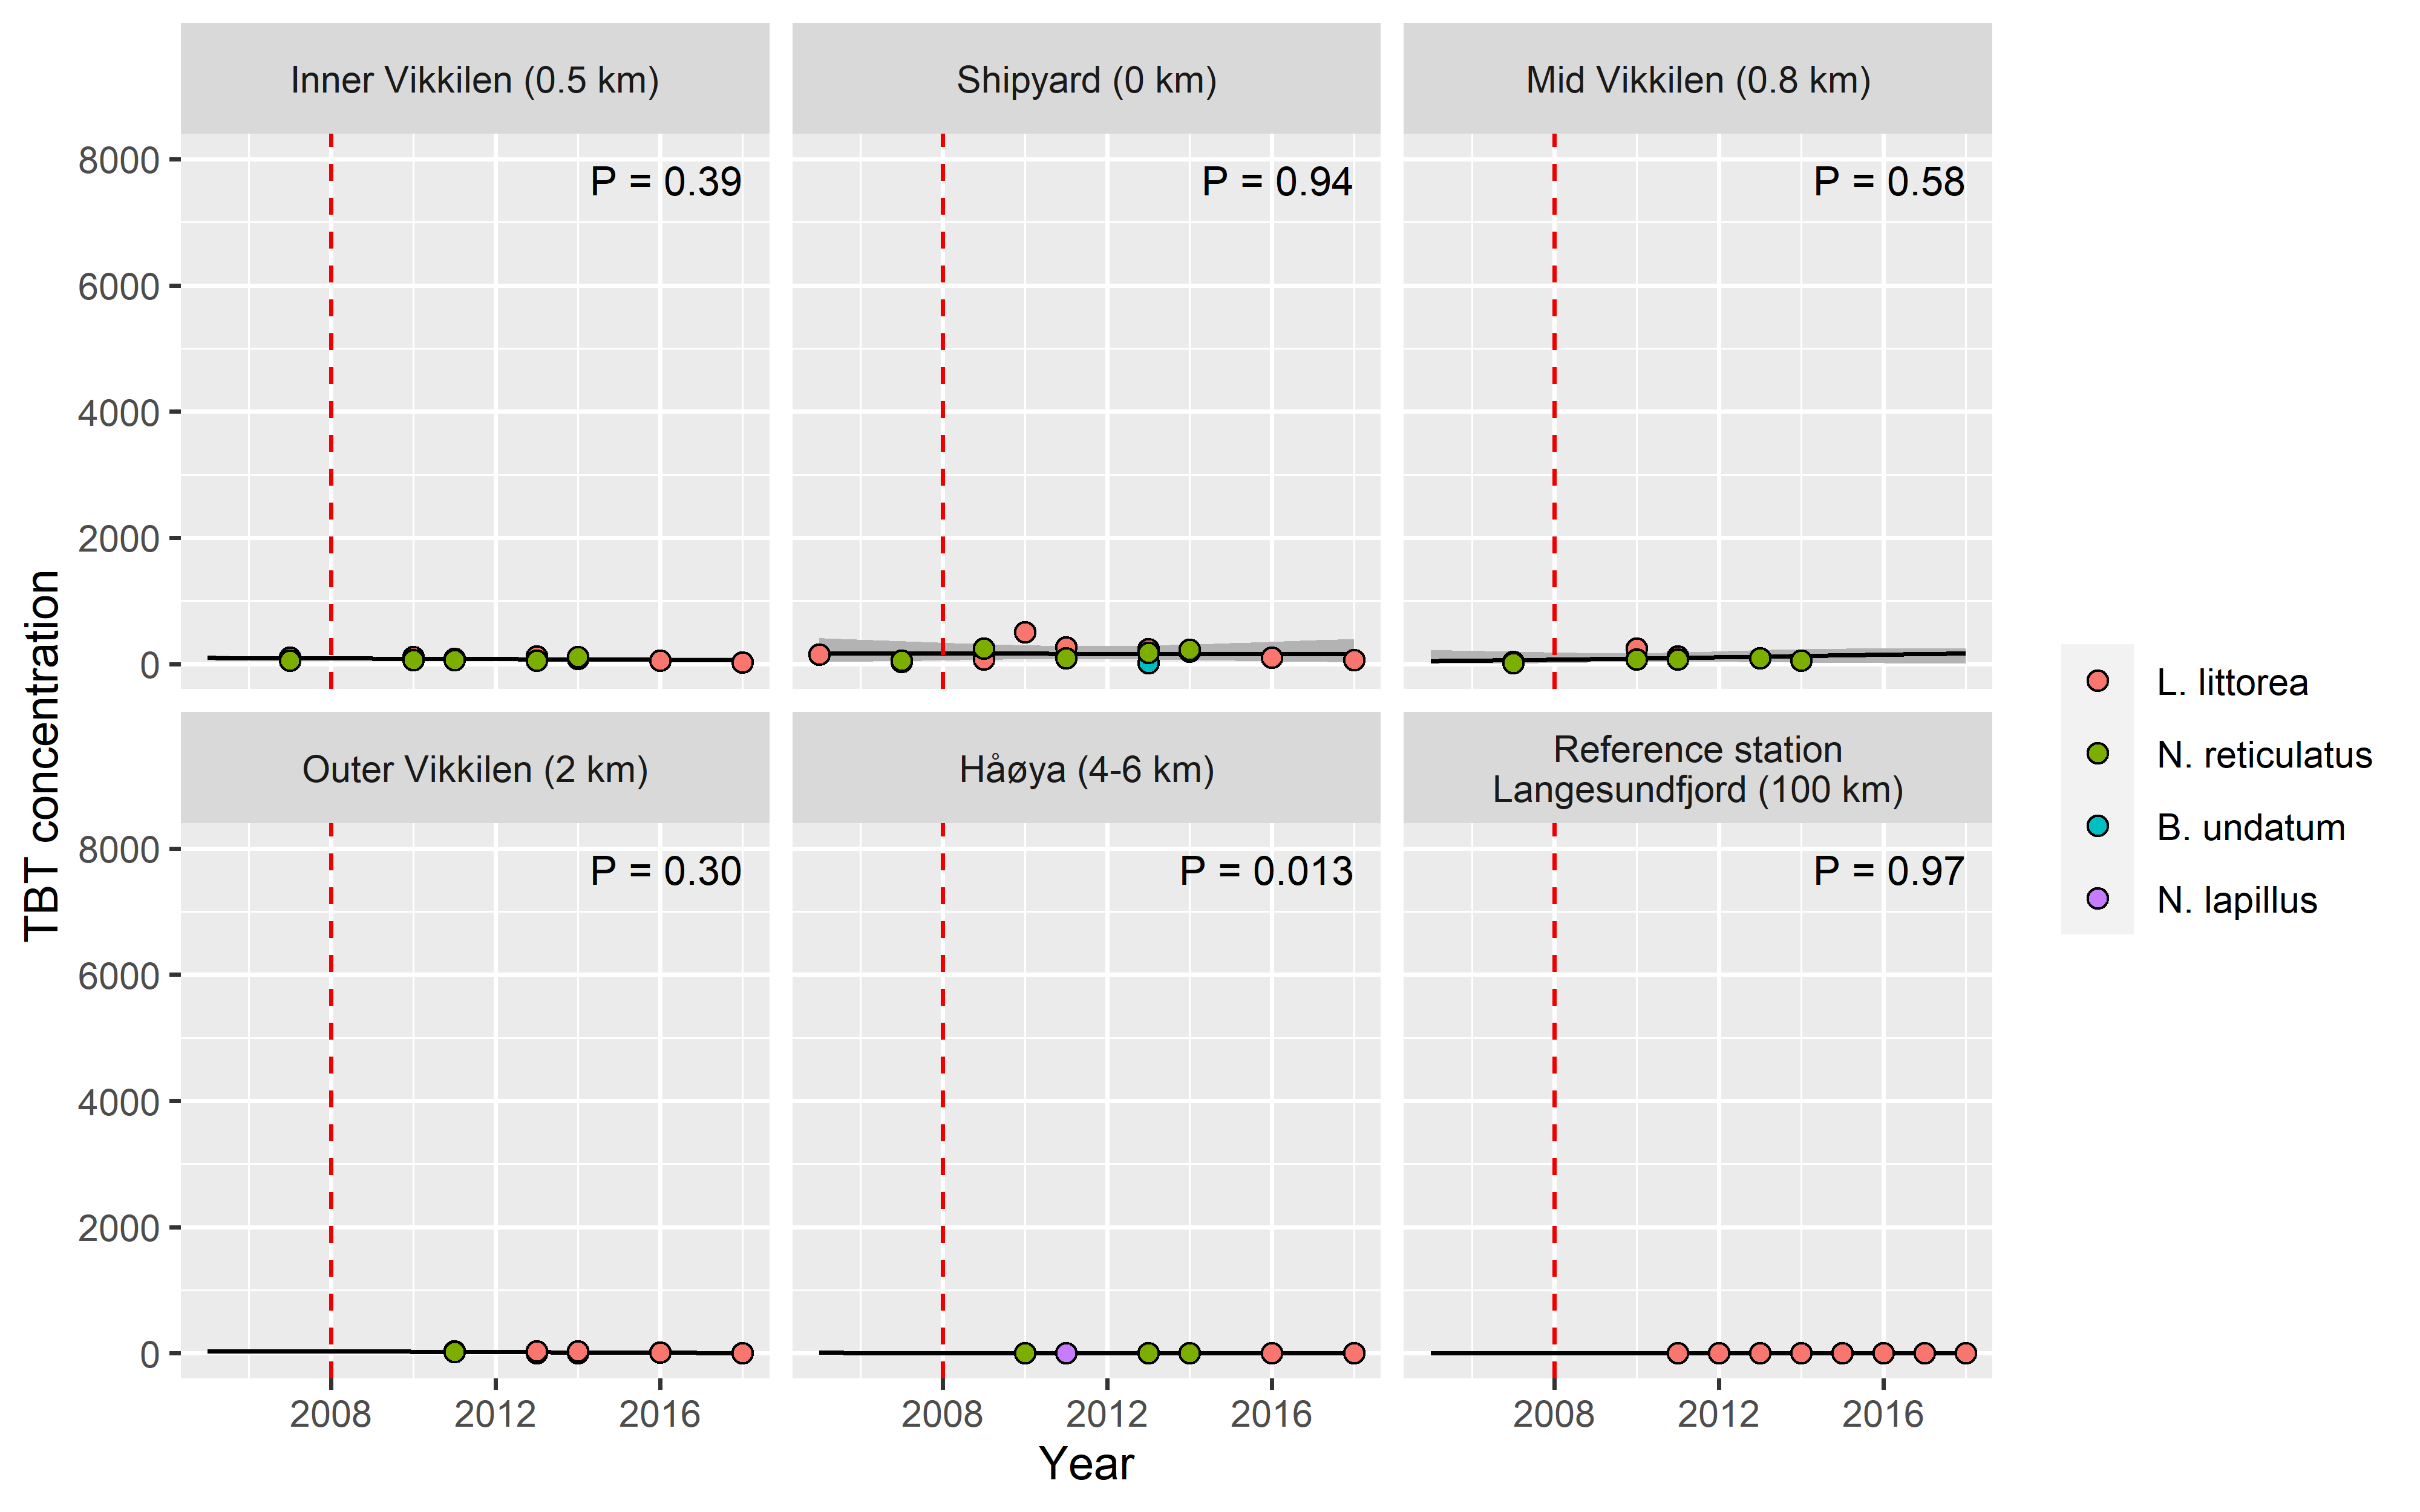 Inner Vikkilen (0.5 km)
Shipyard (0 km)
Mid Vikkilen (0.8 km)
P = 0.39
P = 0.94
P = 0.58
8000
6000
4000
2000
0
Outer Vikkilen (2 km)
Håøya (4-6 km)
Reference station
Langesundfjord (100 km)
P = 0.30
P = 0.013
P = 0.97
8000
6000
4000
2000
0
2008 2012 2016
2008 2012 2016
2008 2012 2016
Year
TBT concentration
L. littorea
N. reticulatus
B. undatum
N. lapillus